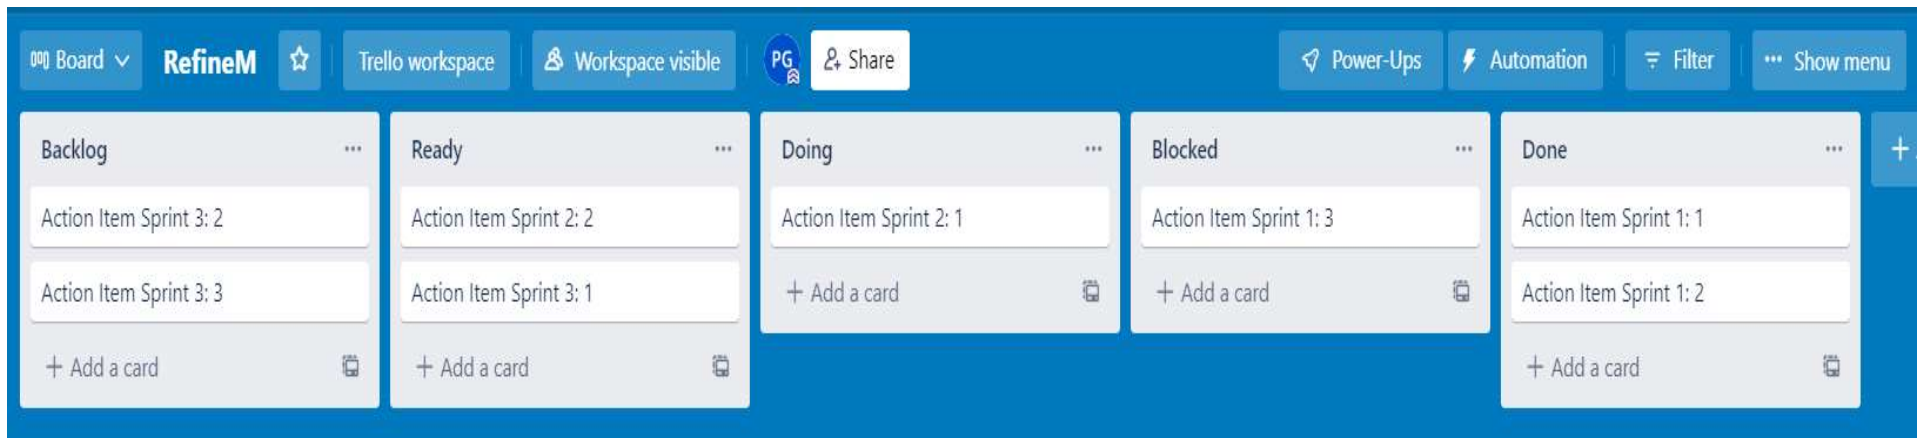 Board RefineM Trello workspace Workspace visible PG Share Power-Ups Automation Filter ... Show menu
Backlog ...
Action Item Sprint 3: 2
Action Item Sprint 3: 3
+ Add a card
Ready ...
Action Item Sprint 2: 2
Action Item Sprint 3: 1
+ Add a card
Doing ...
Action Item Sprint 2: 1
+ Add a card
Blocked ...
Action Item Sprint 1: 3
+ Add a card
Done ...
Action Item Sprint 1: 1
Action Item Sprint 1: 2
+ Add a card
+